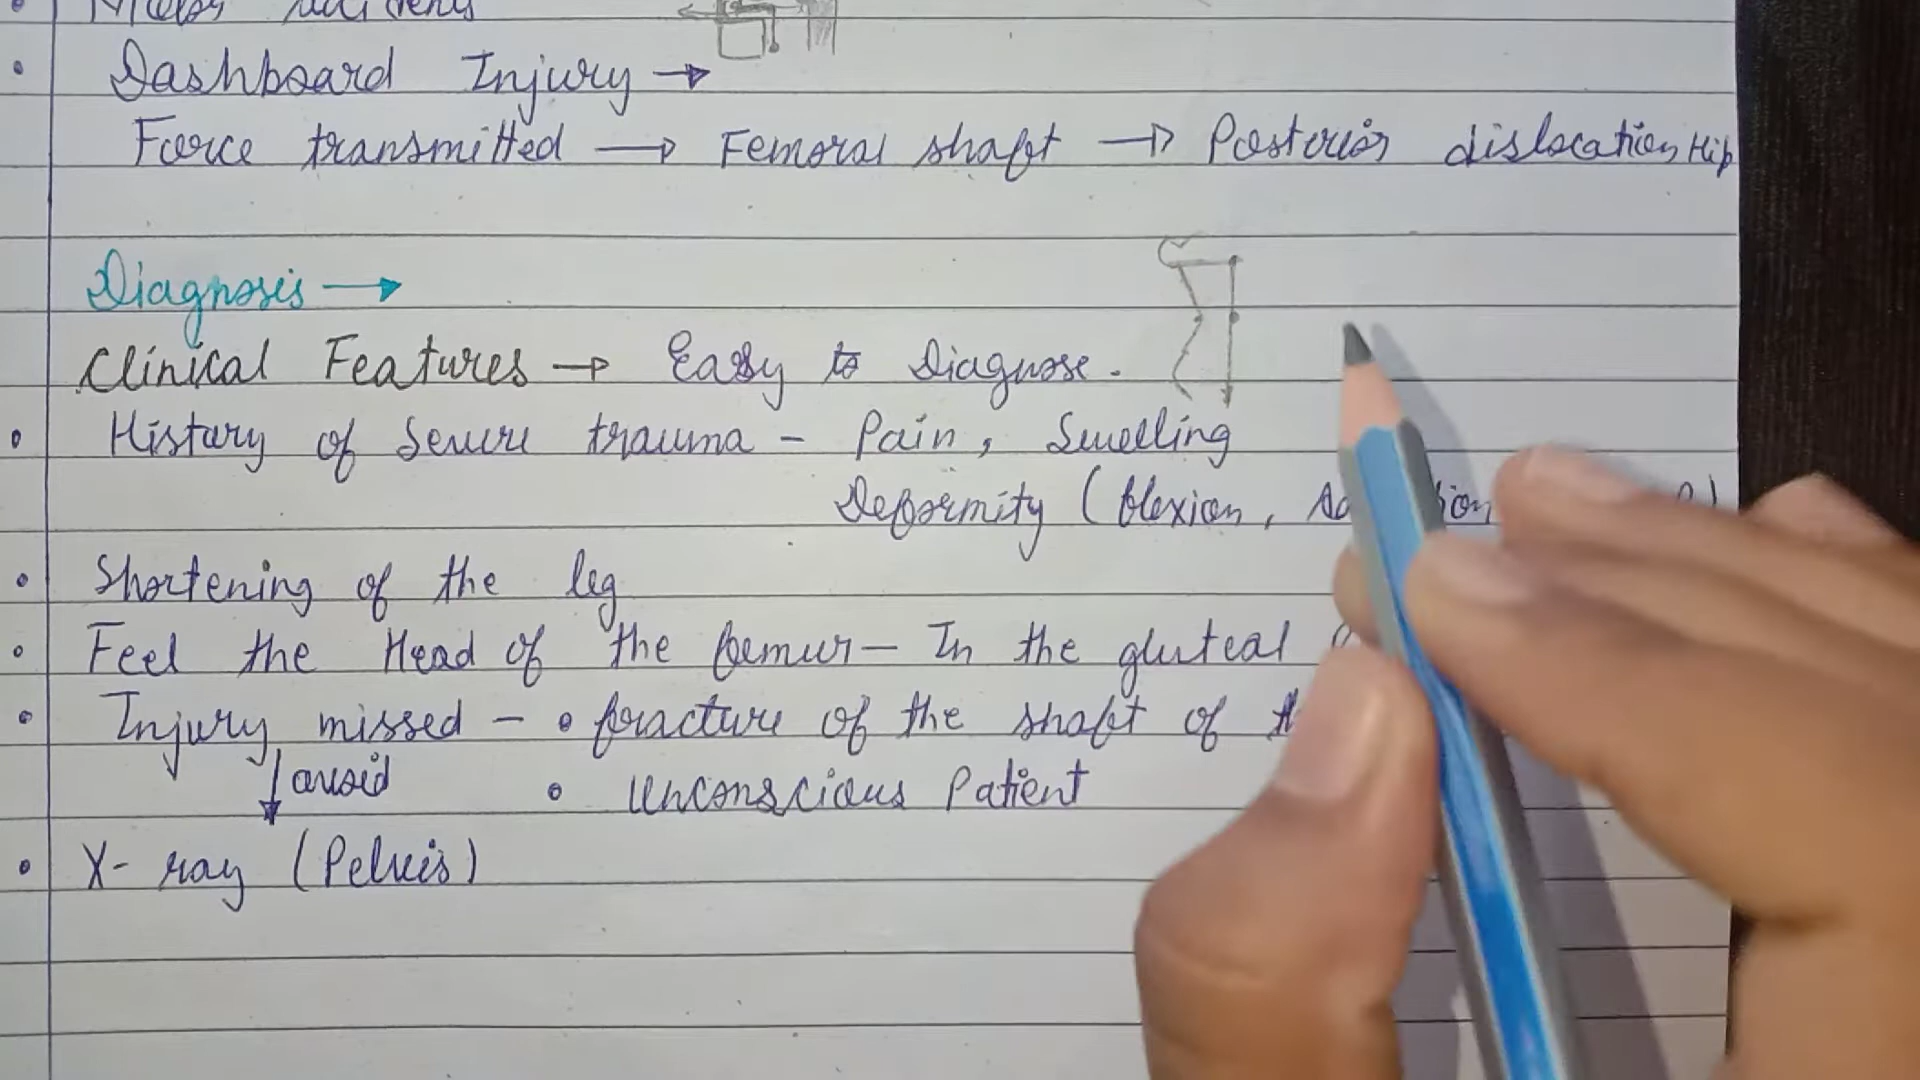 Dashboard Injury →
Force transmitted → Femoral shaft → Posterior dislocation Hip
Diagnosis →
Clinical Features → Easy to Diagnose.
• History of Severe trauma - Pain, Swelling
Deformity (flexion,
• Shortening of the leg
• Feel the Head of the femur - In the gluteal
• Injury missed - • fracture of the shaft of
↓ avoid • Unconscious Patient
• X-ray (Pelvis)